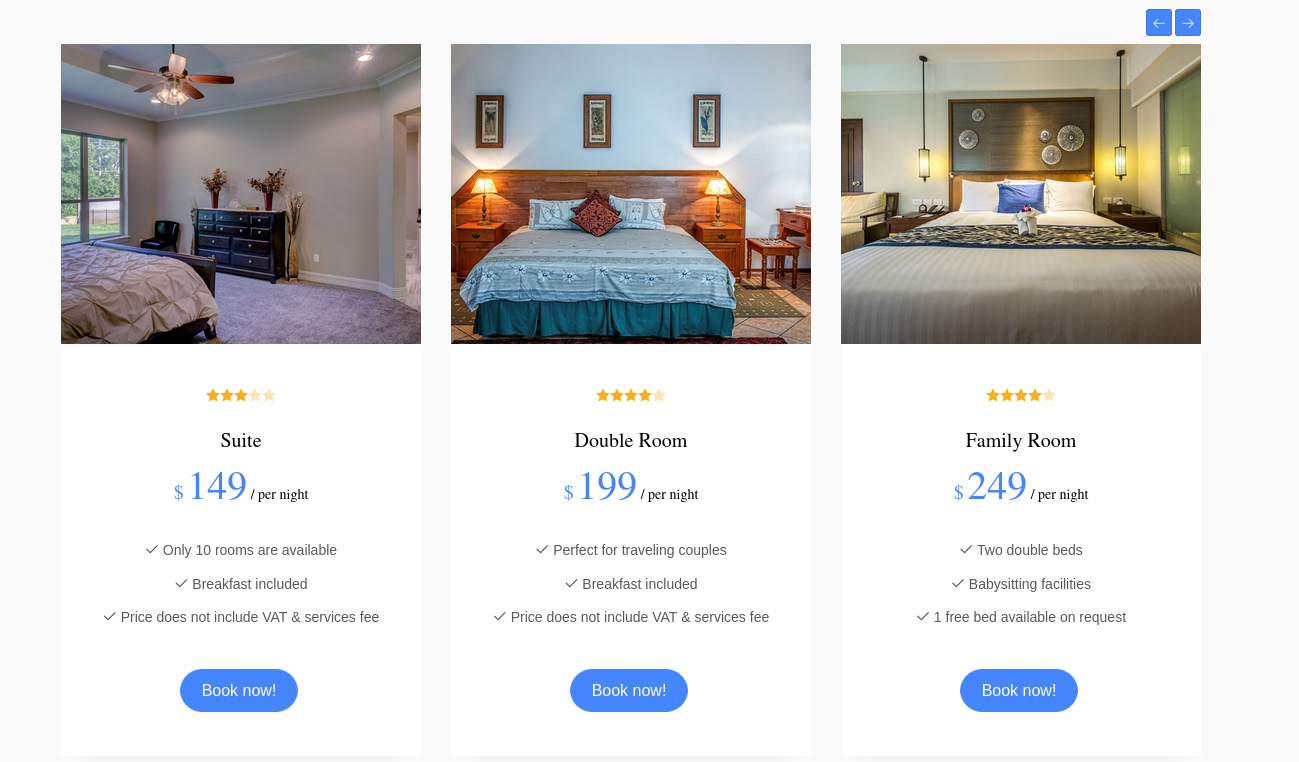 Suite
$ 149 / per night
Only 10 rooms are available
Breakfast included
Price does not include VAT & services fee
Book now!
Double Room
$ 199 / per night
Perfect for traveling couples
Breakfast included
Price does not include VAT & services fee
Book now!
Family Room
$ 249 / per night
Two double beds
Babysitting facilities
1 free bed available on request
Book now!